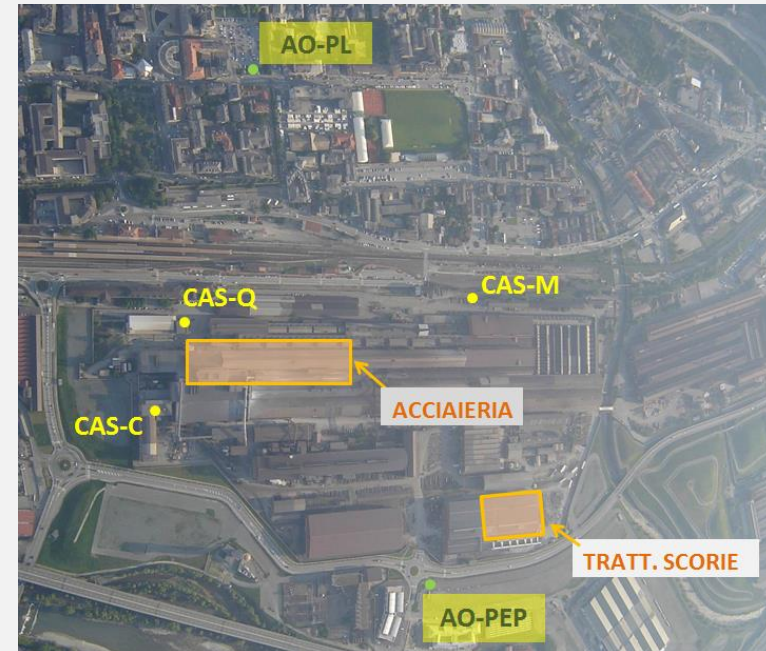 AO-PL
CAS-Q
CAS-M
ACCIAIERIA
CAS-C
TRATT. SCORIE
AO-PEP